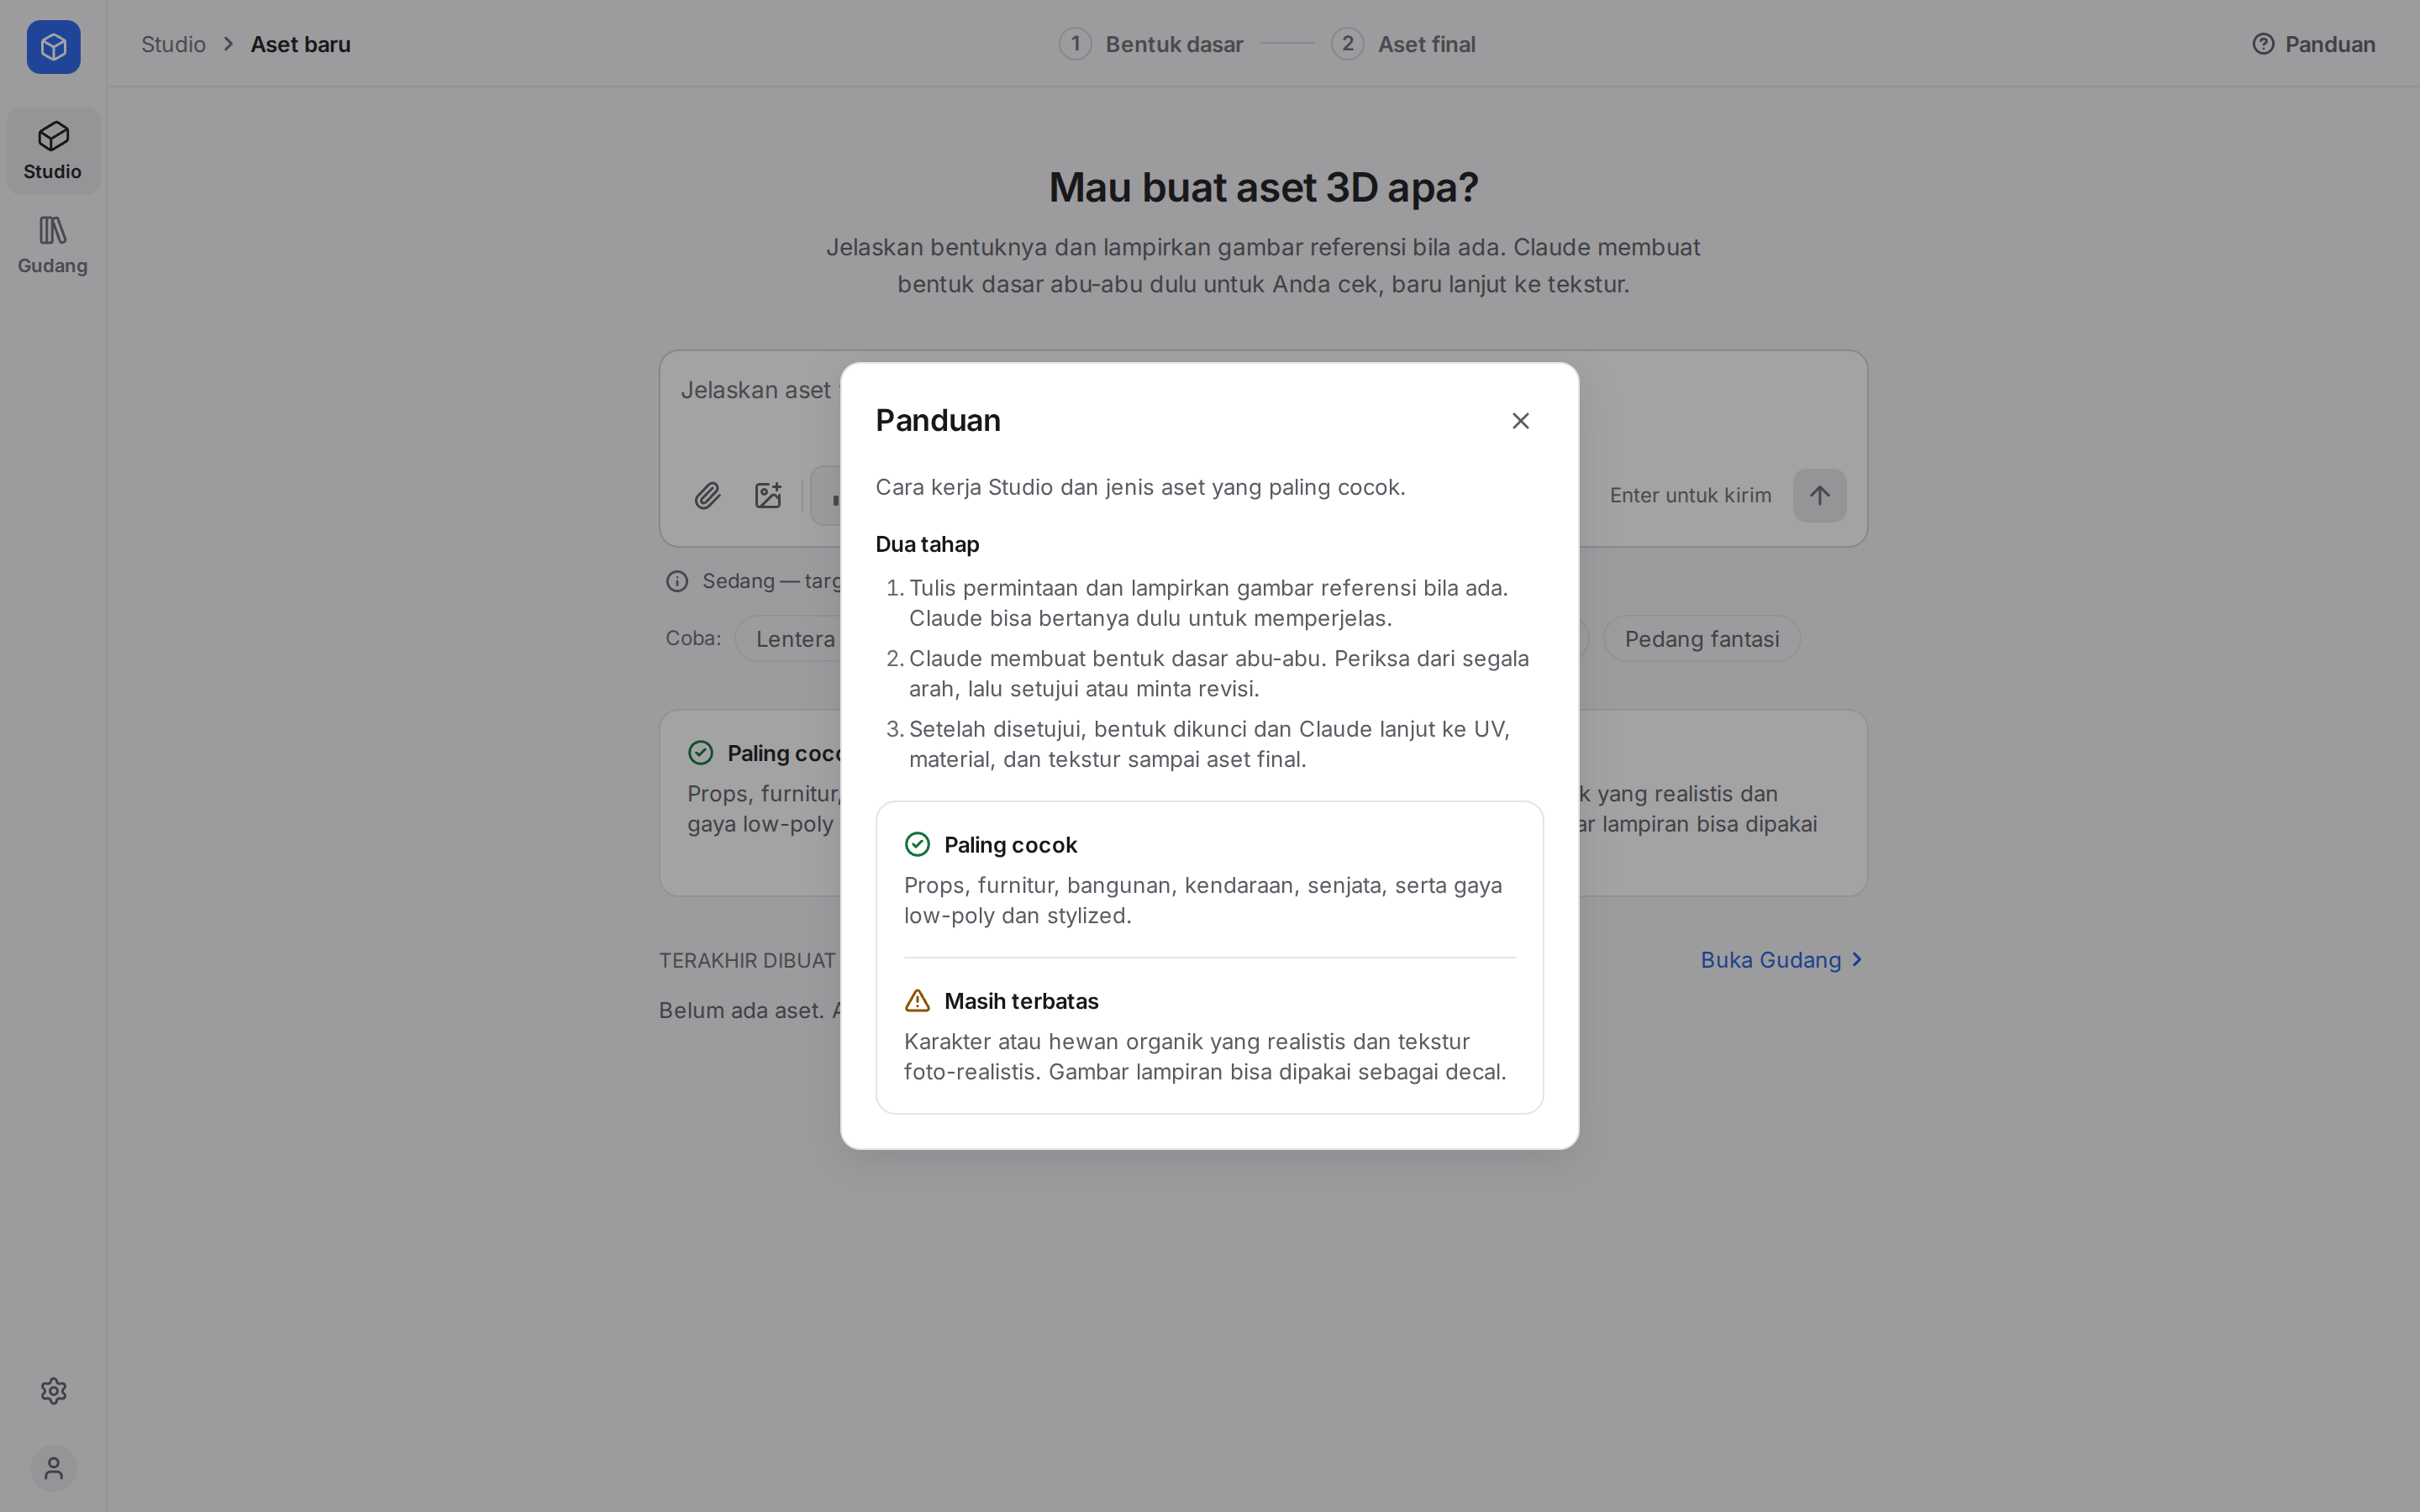 Studio > Aset baru
1 Bentuk dasar
2 Aset final
Panduan
Studio
Gudang
Mau buat aset 3D apa?
Jelaskan bentuknya dan lampirkan gambar referensi bila ada. Claude membuat
bentuk dasar abu-abu dulu untuk Anda cek, baru lanjut ke tekstur.
Jelaskan aset
Enter untuk kirim
Sedang —
Coba:
Lentera
Pedang fantasi
Paling
Props, furnitur,
gaya low-poly
yang realistis dan
lampiran bisa dipakai
TERAKHIR DIBUAT
Buka Gudang >
Belum ada aset.
Panduan
Cara kerja Studio dan jenis aset yang paling cocok.
Dua tahap
1. Tulis permintaan dan lampirkan gambar referensi bila ada.
Claude bisa bertanya dulu untuk memperjelas.
2. Claude membuat bentuk dasar abu-abu. Periksa dari segala
arah, lalu setujui atau minta revisi.
3. Setelah disetujui, bentuk dikunci dan Claude lanjut ke UV,
material, dan tekstur sampai aset final.
Paling cocok
Props, furnitur, bangunan, kendaraan, senjata, serta gaya
low-poly dan stylized.
Masih terbatas
Karakter atau hewan organik yang realistis dan tekstur
foto-realistis. Gambar lampiran bisa dipakai sebagai decal.